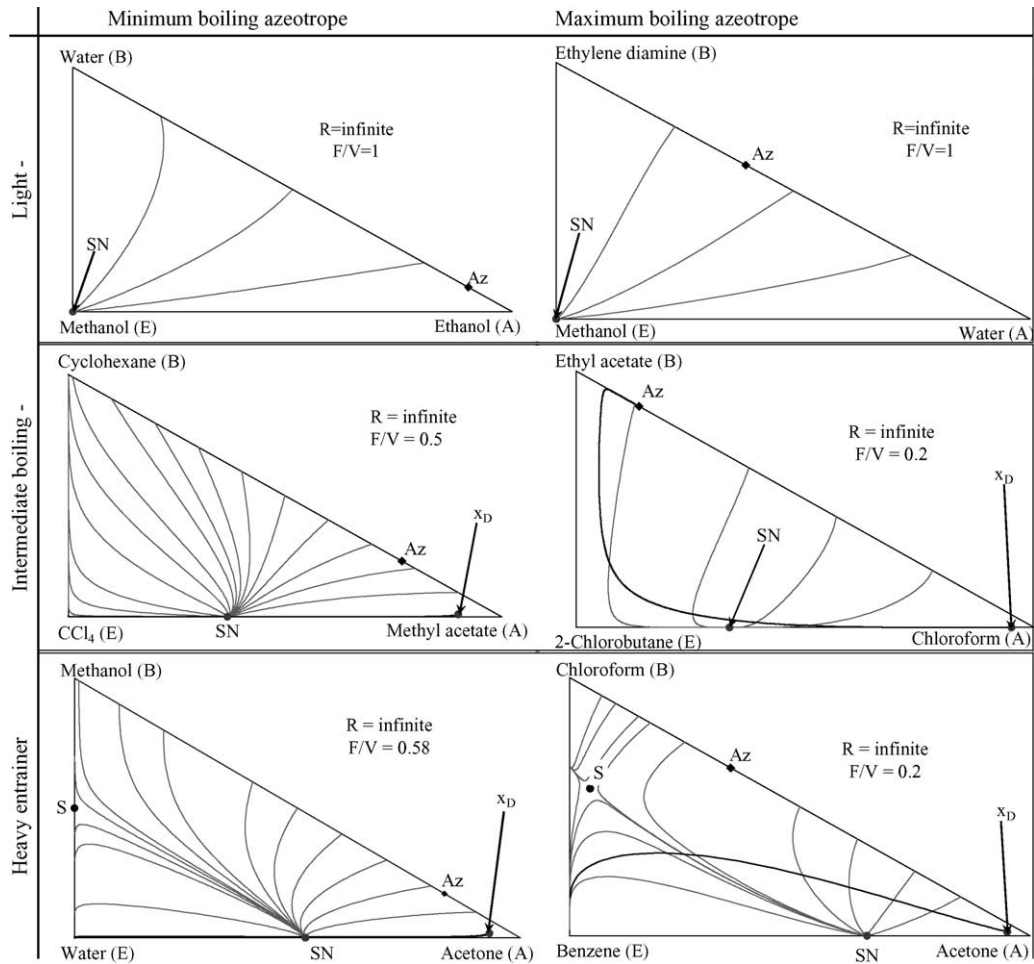 Minimum boiling azeotrope
Maximum boiling azeotrope
Light -
Water (B)
R=infinite
F/V=1
SN
Az
Methanol (E)
Ethanol (A)
Ethylene diamine (B)
R=infinite
F/V=1
Az
SN
Methanol (E)
Water (A)
Intermediate boiling -
Cyclohexane (B)
R = infinite
F/V = 0.5
xD
Az
CCl4 (E)
SN
Methyl acetate (A)
Ethyl acetate (B)
Az
R = infinite
F/V = 0.2
xD
SN
2-Chlorobutane (E)
Chloroform (A)
Heavy entrainer
Methanol (B)
R = infinite
F/V = 0.58
S
xD
Az
Water (E)
SN
Acetone (A)
Chloroform (B)
R = infinite
F/V = 0.2
Az
S
xD
Benzene (E)
SN
Acetone (A)